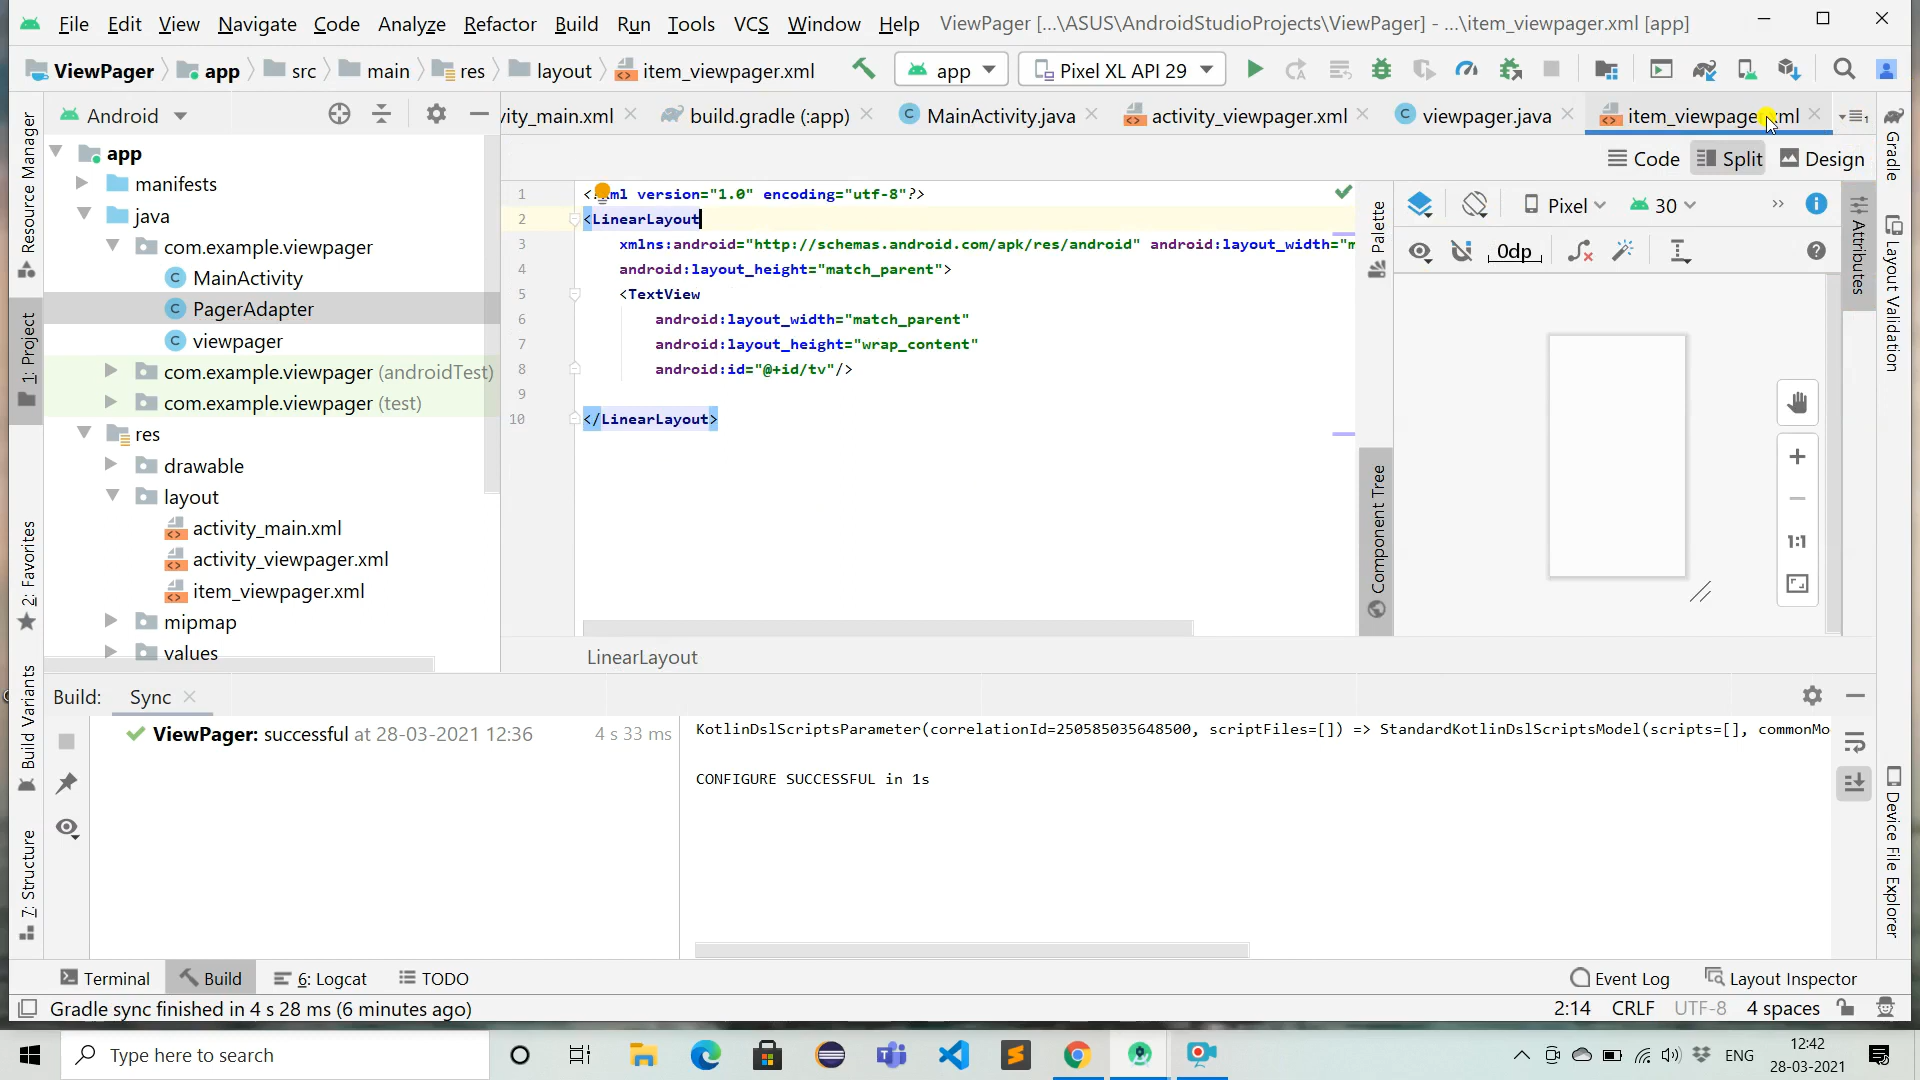 File Edit View Navigate Code Analyze Refactor Build Run Tools VCS Window Help ViewPager [...\ASUS\AndroidStudioProjects\ViewPager] - ...\item_viewpager.xml [app]
ViewPager app src main res layout item_viewpager.xml app Pixel XL API 29
Android
ity_main.xml build.gradle (:app) MainActivity.java activity_viewpager.xml viewpager.java item_viewpager.xml
Code Split Design
Resource Manager
1: Project
2: Favorites
Build Variants
7: Structure
app
manifests
java
com.example.viewpager
MainActivity
PagerAdapter
viewpager
com.example.viewpager (androidTest)
com.example.viewpager (test)
res
drawable
layout
activity_main.xml
activity_viewpager.xml
item_viewpager.xml
mipmap
values
1 <?xml version="1.0" encoding="utf-8"?>
2 <LinearLayout
3 xmlns:android="http://schemas.android.com/apk/res/android" android:layout_width="m
4 android:layout_height="match_parent">
5 <TextView
6 android:layout_width="match_parent"
7 android:layout_height="wrap_content"
8 android:id="@+id/tv"/>
9
10 </LinearLayout>
LinearLayout
Palette
Component Tree
Pixel 30
0dp
1:1
Attributes
Gradle
Layout Validation
Device File Explorer
Build: Sync
ViewPager: successful at 28-03-2021 12:36 4 s 33 ms
KotlinDslScriptsParameter(correlationId=250585035648500, scriptFiles=[]) => StandardKotlinDslScriptsModel(scripts=[], commonMo
CONFIGURE SUCCESSFUL in 1s
Terminal Build 6: Logcat TODO Event Log Layout Inspector
Gradle sync finished in 4 s 28 ms (6 minutes ago) 2:14 CRLF UTF-8 4 spaces
Type here to search ENG 12:42
28-03-2021